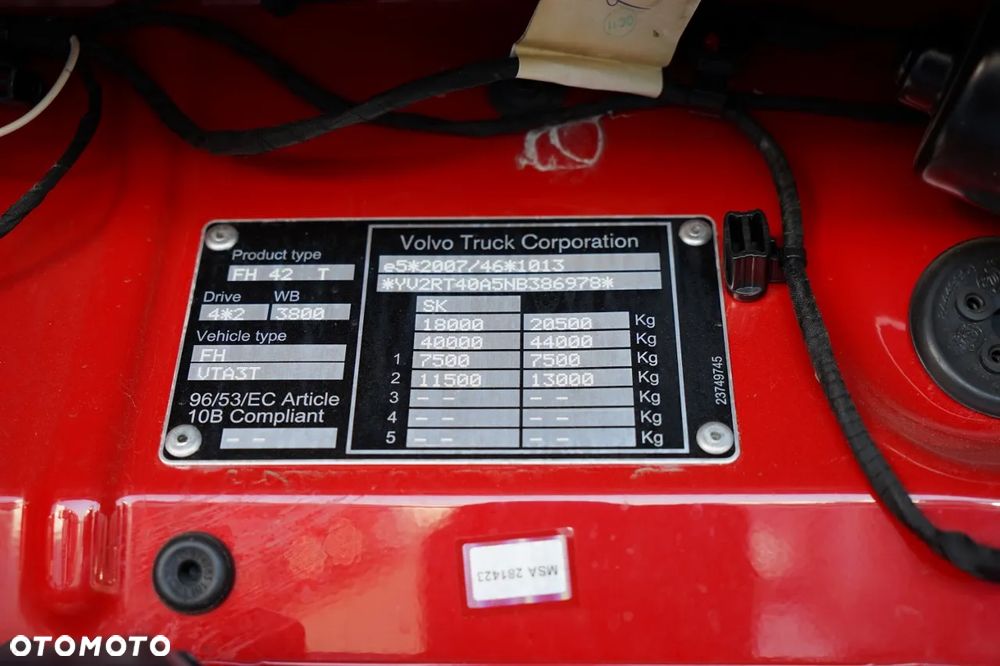 OC11
Product type
FH 42 T
Drive WB
4*2 3800
Vehicle type
FH
VTA3T
96/53/EC Article
10B Compliant
- -
Volvo Truck Corporation
e5*2007/46*1013
*YV2RT40A5NB386978*
SK
18000 20500 Kg
40000 44000 Kg
1 7500 7500 Kg
2 11500 13000 Kg
3 - - - - Kg
4 - - - - Kg
5 - - - - Kg
23749745
MSA 281423
OTOMOTO